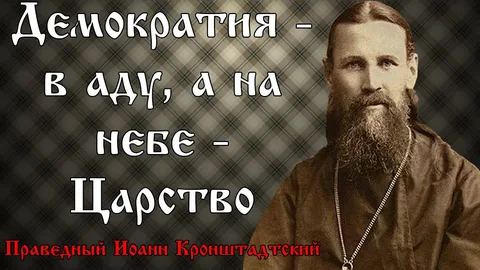 Демократия -
в аду, а на
небе -
Царство
Праведный Иоанн Кронштадтский